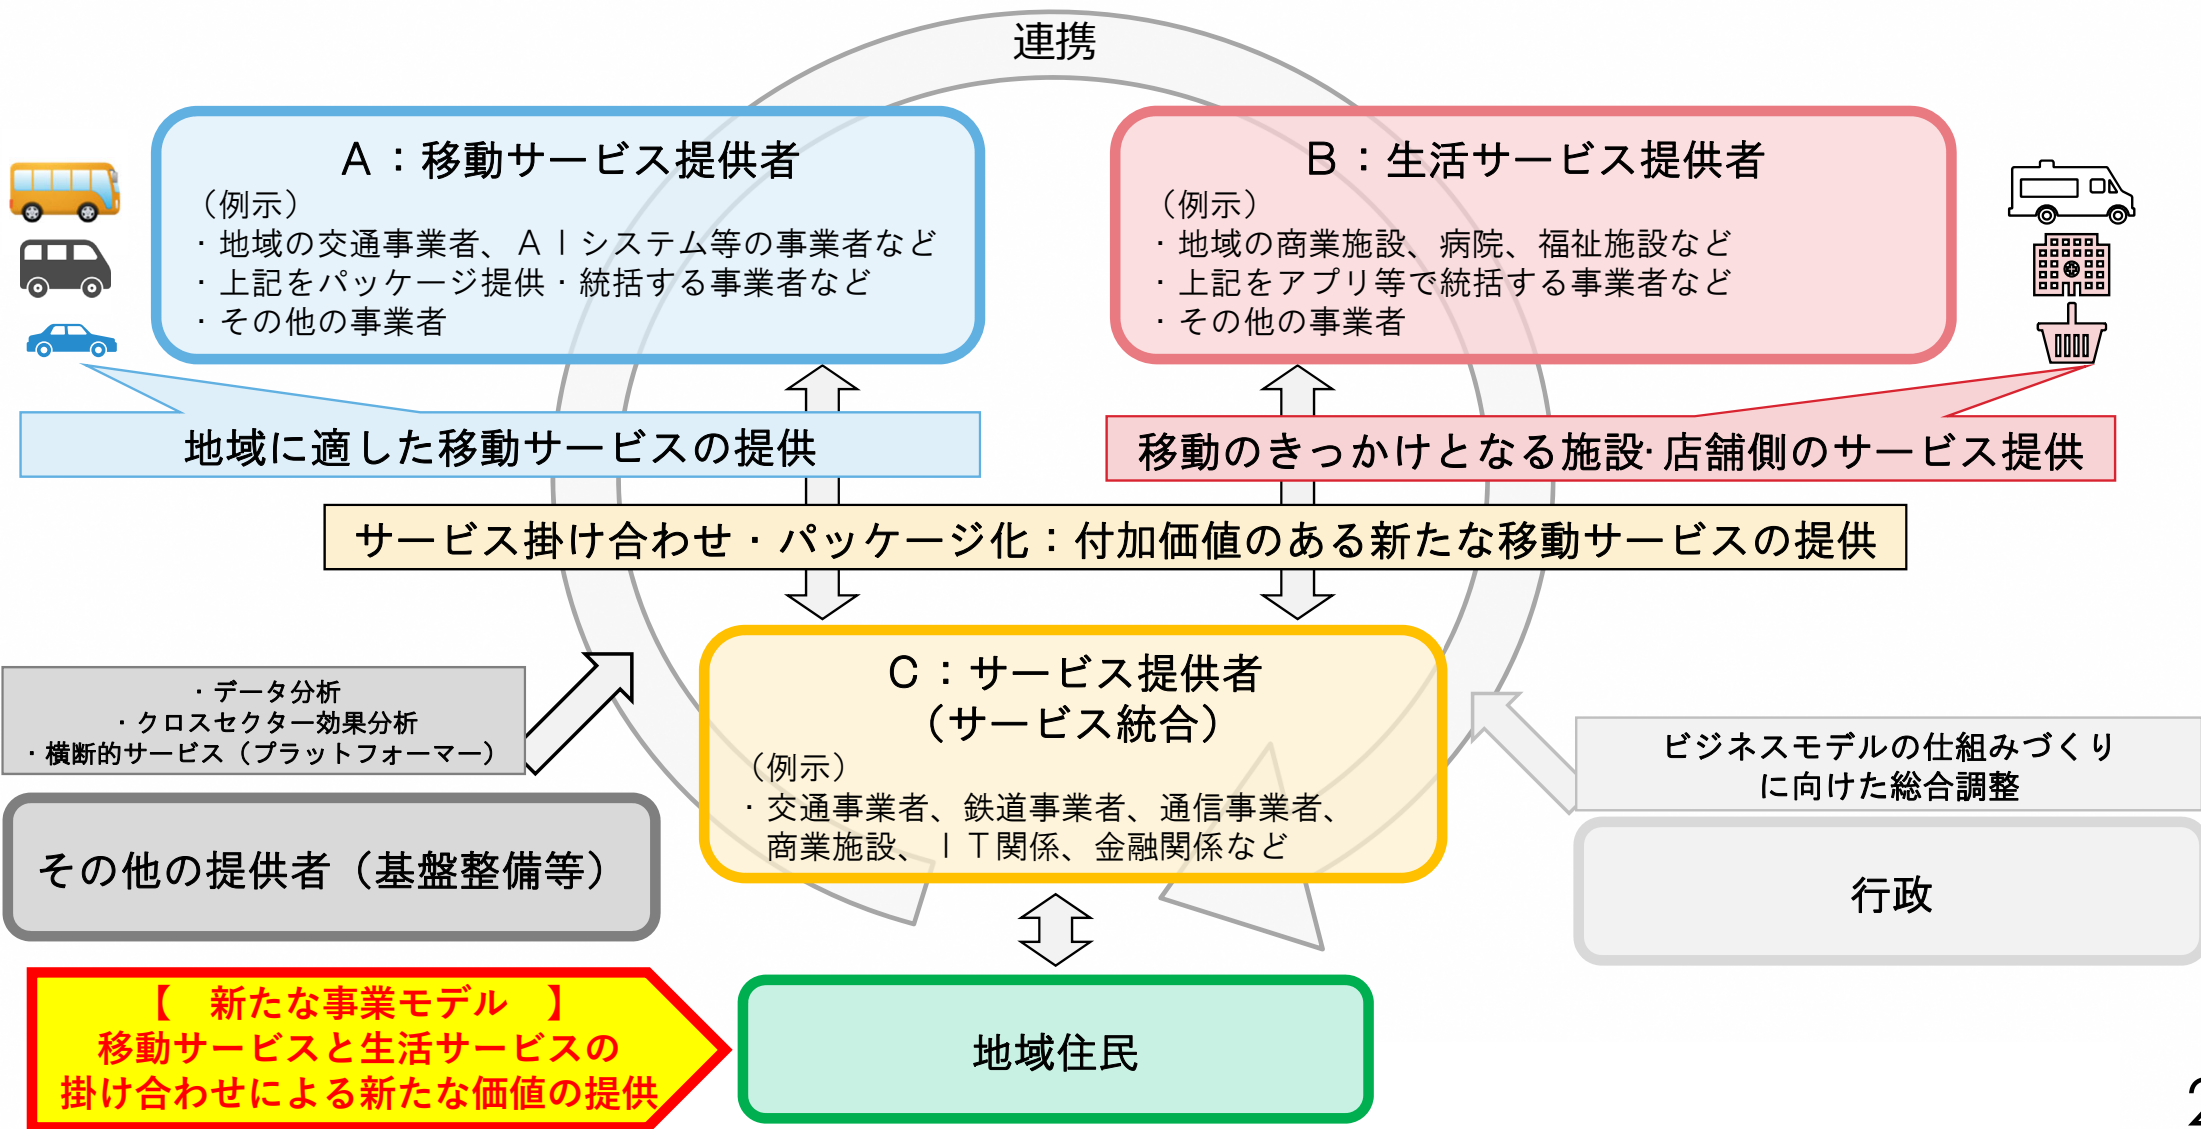 連携
A：移動サービス提供者
（例示）
・地域の交通事業者、AIシステム等の事業者など
・上記をパッケージ提供・統括する事業者など
・その他の事業者
B：生活サービス提供者
（例示）
・地域の商業施設、病院、福祉施設など
・上記をアプリ等で統括する事業者など
・その他の事業者
地域に適した移動サービスの提供
移動のきっかけとなる施設・店舗側のサービス提供
サービス掛け合わせ・パッケージ化：付加価値のある新たな移動サービスの提供
C：サービス提供者
（サービス統合）
（例示）
・交通事業者、鉄道事業者、通信事業者、
商業施設、IT関係、金融関係など
・データ分析
・クロスセクター効果分析
・横断的サービス（プラットフォーマー）
その他の提供者（基盤整備等）
ビジネスモデルの仕組みづくり
に向けた総合調整
行政
【　新たな事業モデル　】
移動サービスと生活サービスの
掛け合わせによる新たな価値の提供
地域住民